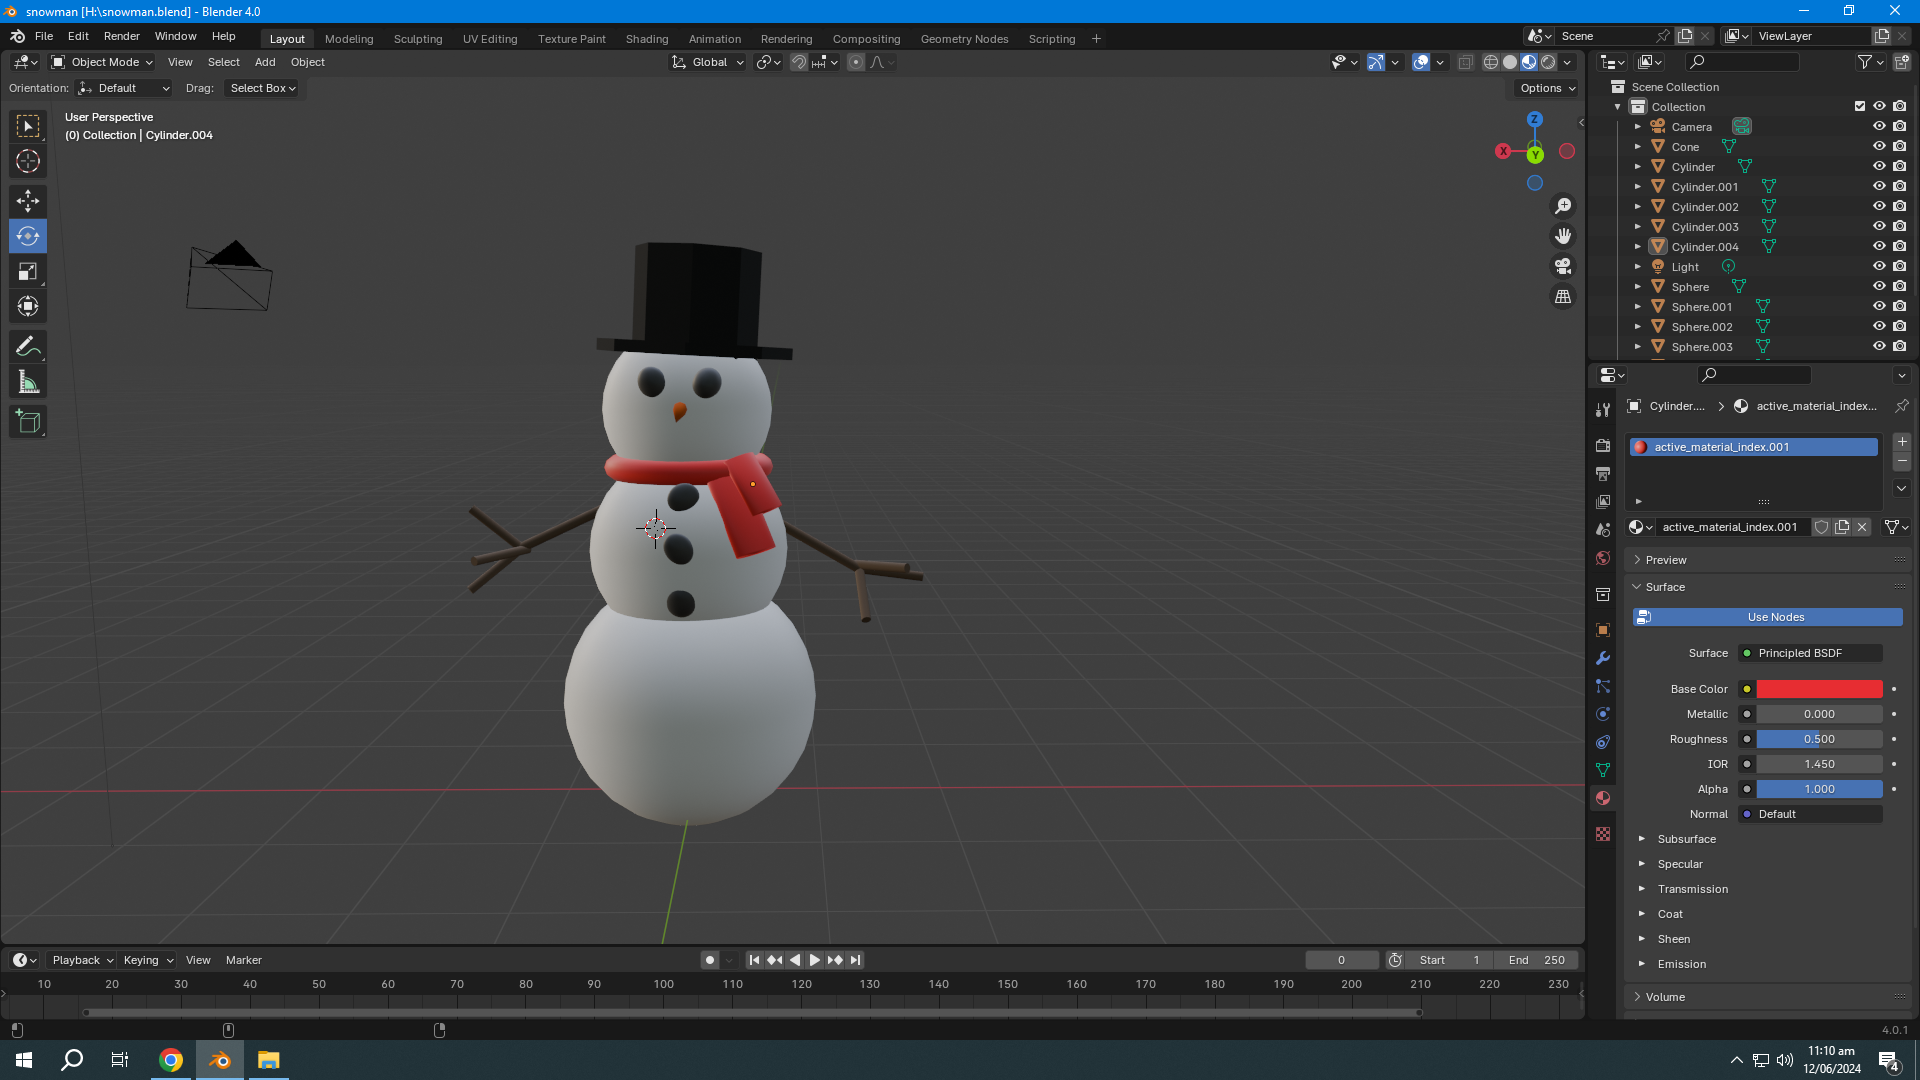 snowman [H:\snowman.blend] - Blender 4.0
File Edit Render Window Help
Layout Modeling Sculpting UV Editing Texture Paint Shading Animation Rendering Compositing Geometry Nodes Scripting +
Scene
ViewLayer
Object Mode View Select Add Object
Global
Orientation: Default Drag: Select Box
Options
User Perspective
(0) Collection | Cylinder.004
Z
X
Y
Scene Collection
Collection
Camera
Cone
Cylinder
Cylinder.001
Cylinder.002
Cylinder.003
Cylinder.004
Light
Sphere
Sphere.001
Sphere.002
Sphere.003
Cylinder.... active_material_index...
active_material_index.001
active_material_index.001
Preview
Surface
Use Nodes
Surface Principled BSDF
Base Color
Metallic 0.000
Roughness 0.500
IOR 1.450
Alpha 1.000
Normal Default
Subsurface
Specular
Transmission
Coat
Sheen
Emission
Volume
Playback Keying View Marker
0 Start 1 End 250
10 20 30 40 50 60 70 80 90 100 110 120 130 140 150 160 170 180 190 200 210 220 230
4.0.1
11:10 am
12/06/2024
4